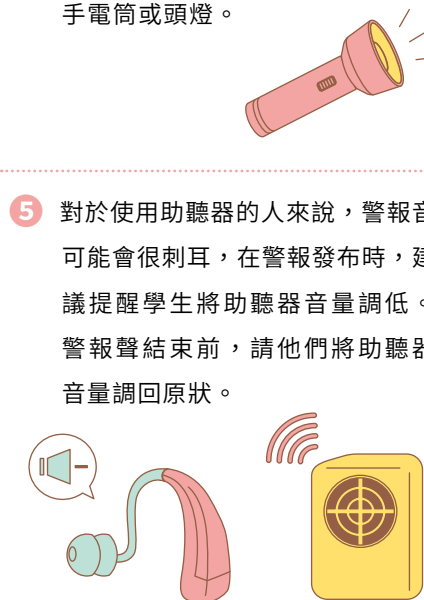 手電筒或頭燈。
5 對於使用助聽器的人來說，警報音
可能會很刺耳，在警報發布時，建
議提醒學生將助聽器音量調低。
警報聲結束前，請他們將助聽器
音量調回原狀。